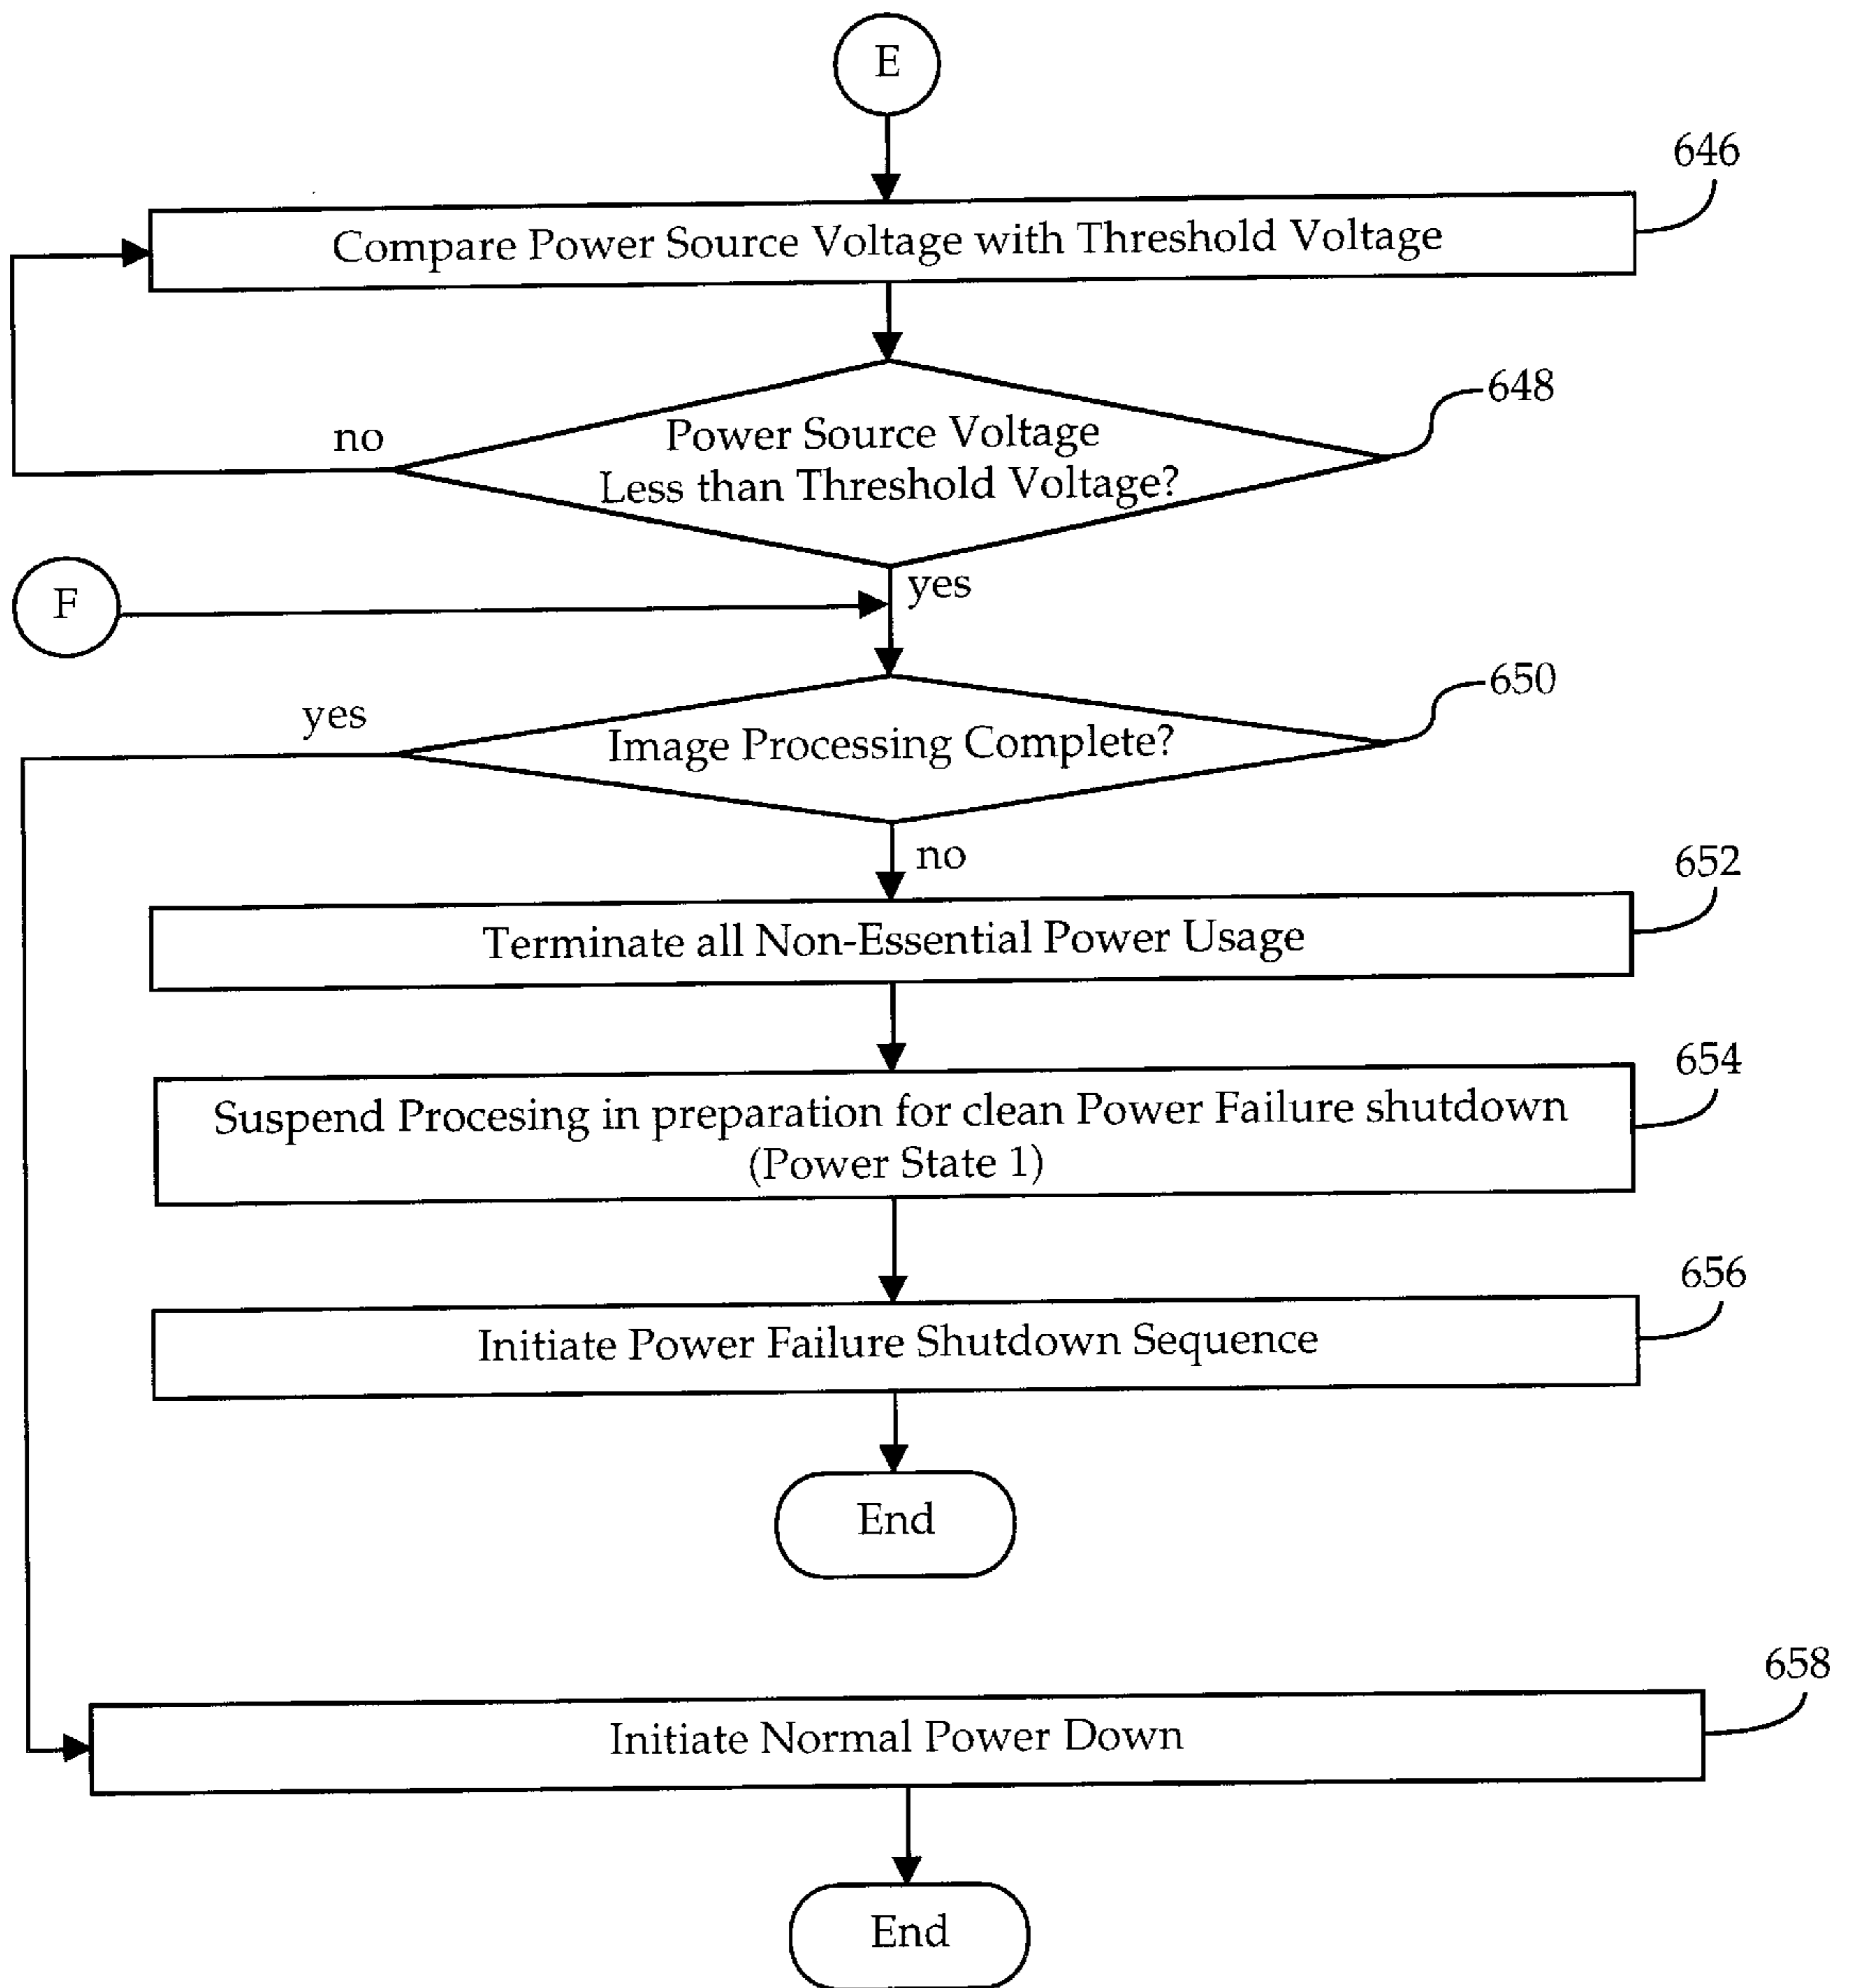 E
646
Compare Power Source Voltage with Threshold Voltage
648
no
Power Source Voltage
Less than Threshold Voltage?
F
yes
650
yes
Image Processing Complete?
no
652
Terminate all Non-Essential Power Usage
654
Suspend Procesing in preparation for clean Power Failure shutdown
(Power State 1)
656
Initiate Power Failure Shutdown Sequence
End
658
Initiate Normal Power Down
End